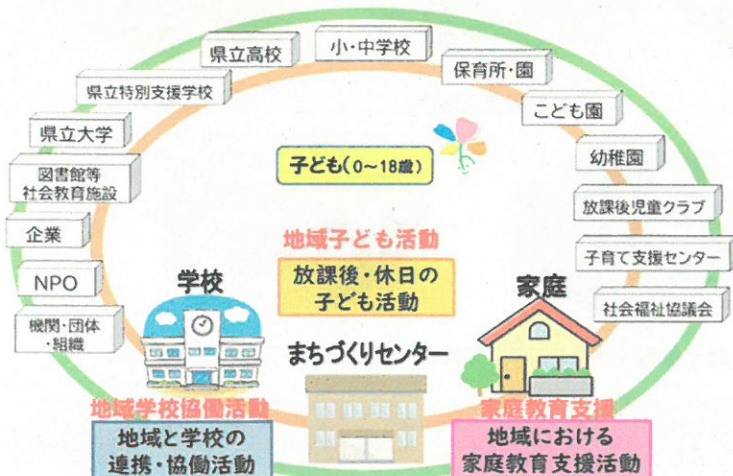 小・中学校
県立高校
保育所・園
県立特別支援学校
こども園
県立大学
幼稚園
図書館等
社会教育施設
放課後児童クラブ
企業
子育て支援センター
NPO
社会福祉協議会
機関・団体
・組織
子ども(0～18歳)
地域子ども活動
放課後・休日の
子ども活動
学校
家庭
まちづくりセンター
地域学校協働活動
地域と学校の
連携・協働活動
家庭教育支援
地域における
家庭教育支援活動